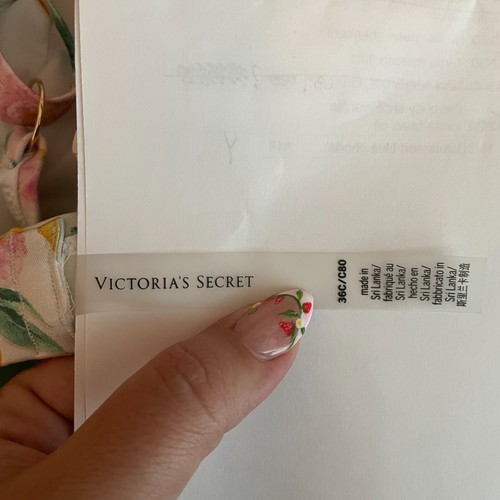 VICTORIA'S SECRET
36C/C80
made in
Sri Lanka/
fabriqué au
Sri Lanka/
hecho en
Sri Lanka/
fabbricato in
Sri Lanka/
斯里兰卡制造